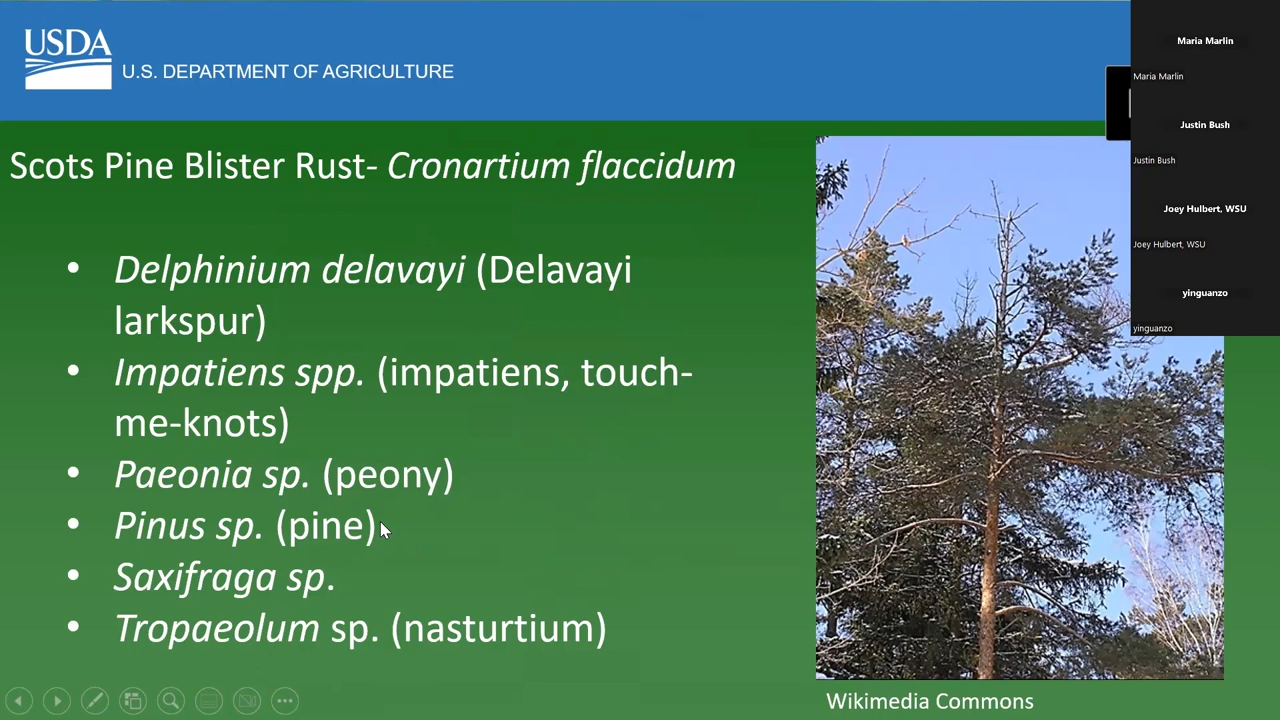 USDA
U.S. DEPARTMENT OF AGRICULTURE
Scots Pine Blister Rust- Cronartium flaccidum
• Delphinium delavayi (Delavayi
larkspur)
• Impatiens spp. (impatiens, touch-
me-knots)
• Paeonia sp. (peony)
• Pinus sp. (pine)
• Saxifraga sp.
• Tropaeolum sp. (nasturtium)
Wikimedia Commons
Maria Marlin
Maria Marlin
Justin Bush
Justin Bush
Joey Hulbert, WSU
Joey Hulbert, WSU
yinguanzo
yinguanzo